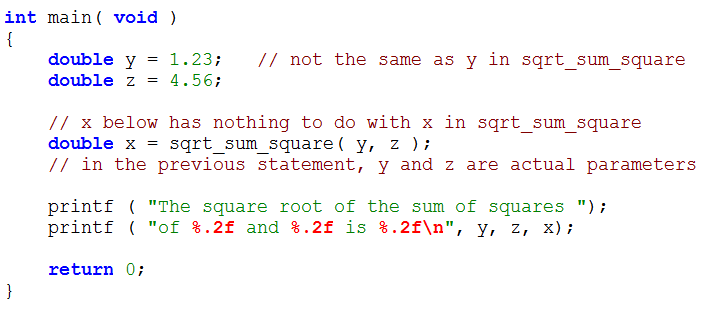 int main( void )
{
    double y = 1.23;   // not the same as y in sqrt_sum_square
    double z = 4.56;

    // x below has nothing to do with x in sqrt_sum_square
    double x = sqrt_sum_square( y, z );
    // in the previous statement, y and z are actual parameters

    printf ( "The square root of the sum of squares ");
    printf ( "of %.2f and %.2f is %.2f\n", y, z, x);

    return 0;
}